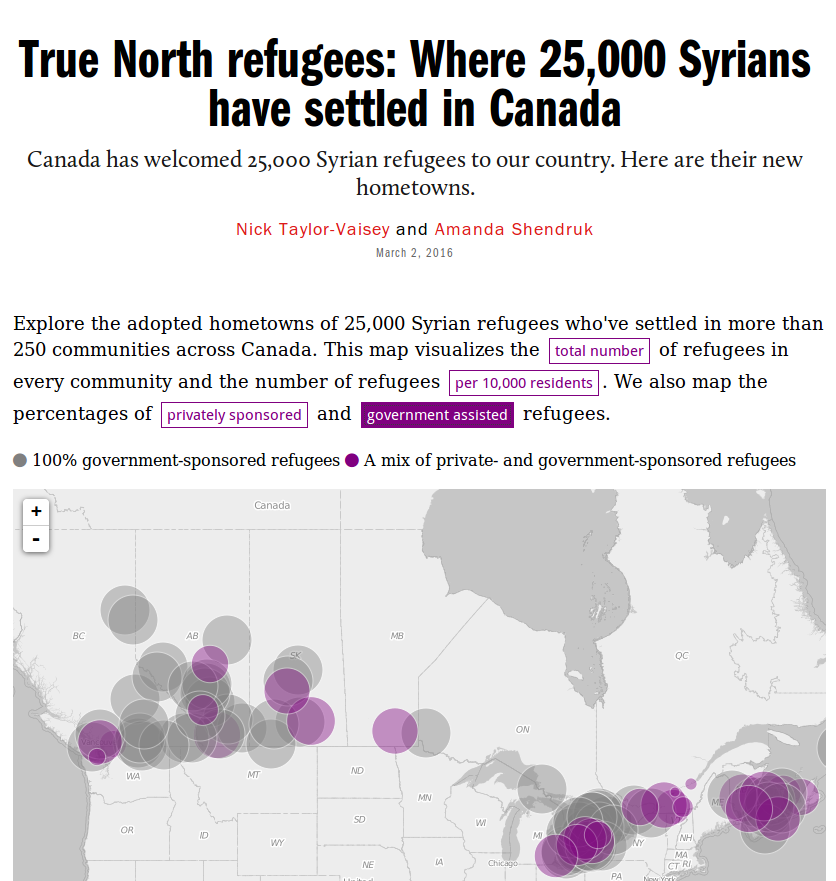 True North refugees: Where 25,000 Syrians
have settled in Canada
Canada has welcomed 25,000 Syrian refugees to our country. Here are their new
hometowns.
Nick Taylor-Vaisey and Amanda Shendruk
March 2, 2016
Explore the adopted hometowns of 25,000 Syrian refugees who've settled in more than
250 communities across Canada. This map visualizes the total number of refugees in
every community and the number of refugees per 10,000 residents . We also map the
percentages of privately sponsored and government assisted refugees.
100% government-sponsored refugees A mix of private- and government-sponsored refugees
+
-
Canada
BC
AB
SK
MB
QC
ON
WA
MT
ND
MN
OR
ID
WY
SD
WI
MI
NE
IA
Chicago
NY
NH
MA
CT RI
PA
New York
United
ME